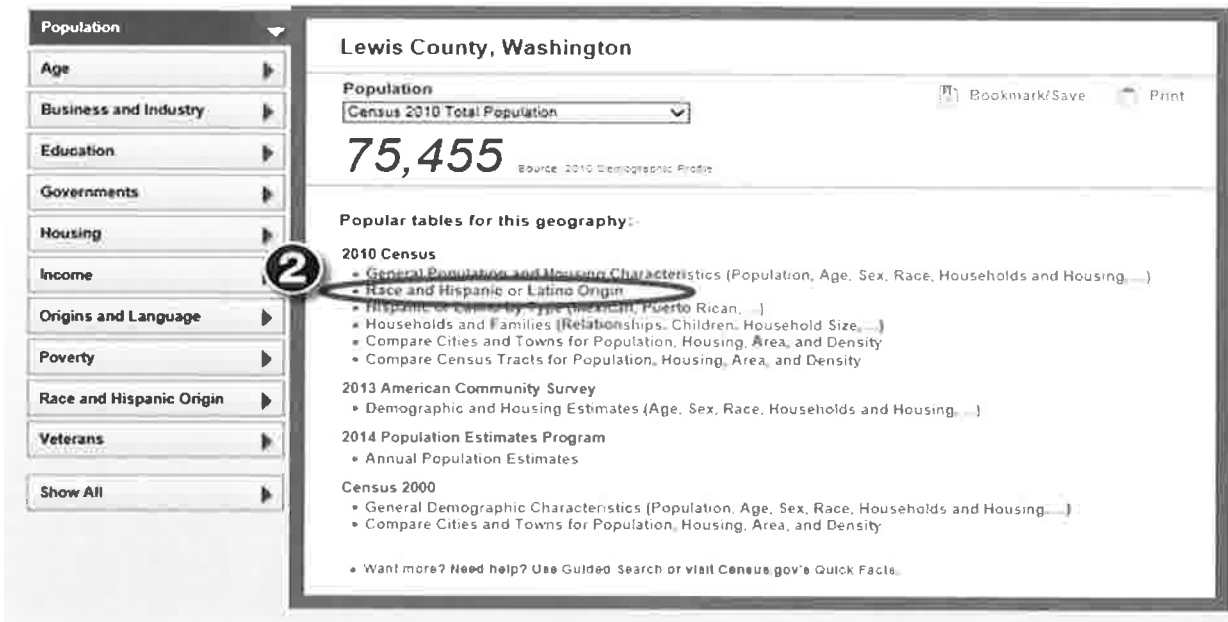 Population
Age
Business and Industry
Education
Governments
Housing
Income
Origins and Language
Poverty
Race and Hispanic Origin
Veterans
Show All
Lewis County, Washington
Population
Census 2010 Total Population
Bookmark/Save
Print
75,455 Source: 2010 Demographic Profile
Popular tables for this geography:
2010 Census
2
• General Population and Housing Characteristics (Population, Age, Sex, Race, Households and Housing, ...)
• Race and Hispanic or Latino Origin
• Hispanic or Latino by Type (Mexican, Puerto Rican, ...)
• Households and Families (Relationships, Children, Household Size, ...)
• Compare Cities and Towns for Population, Housing, Area, and Density
• Compare Census Tracts for Population, Housing, Area, and Density
2013 American Community Survey
• Demographic and Housing Estimates (Age, Sex, Race, Households and Housing, ...)
2014 Population Estimates Program
• Annual Population Estimates
Census 2000
• General Demographic Characteristics (Population, Age, Sex, Race, Households and Housing, ...)
• Compare Cities and Towns for Population, Housing, Area, and Density
• Want more? Need help? Use Guided Search or visit Census.gov's Quick Facts.